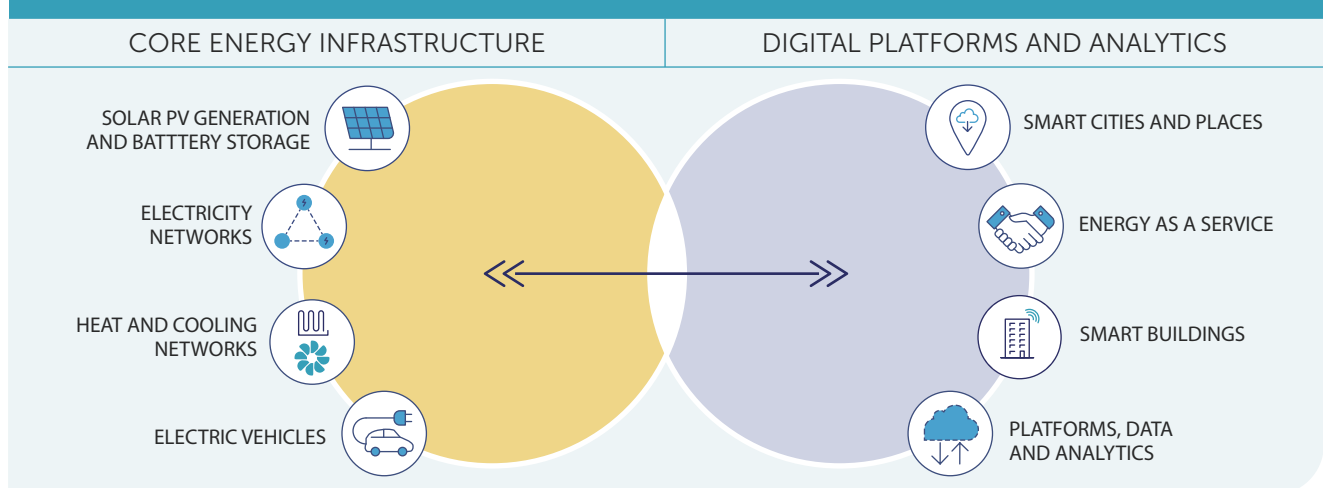 CORE ENERGY INFRASTRUCTURE
DIGITAL PLATFORMS AND ANALYTICS
SOLAR PV GENERATION
AND BATTTERY STORAGE
ELECTRICITY
NETWORKS
HEAT AND COOLING
NETWORKS
ELECTRIC VEHICLES
SMART CITIES AND PLACES
ENERGY AS A SERVICE
SMART BUILDINGS
PLATFORMS, DATA
AND ANALYTICS